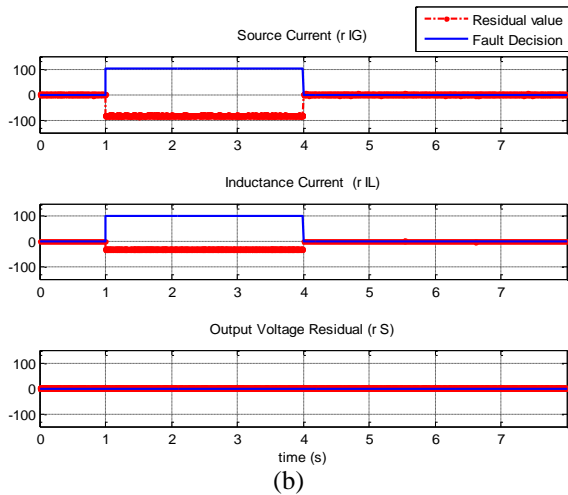 Residual value
Fault Decision
Source Current (r IG)
100
0
-100
0 1 2 3 4 5 6 7
Inductance Current (r IL)
100
0
-100
0 1 2 3 4 5 6 7
Output Voltage Residual (r S)
100
0
-100
0 1 2 3 4 5 6 7
time (s)
(b)